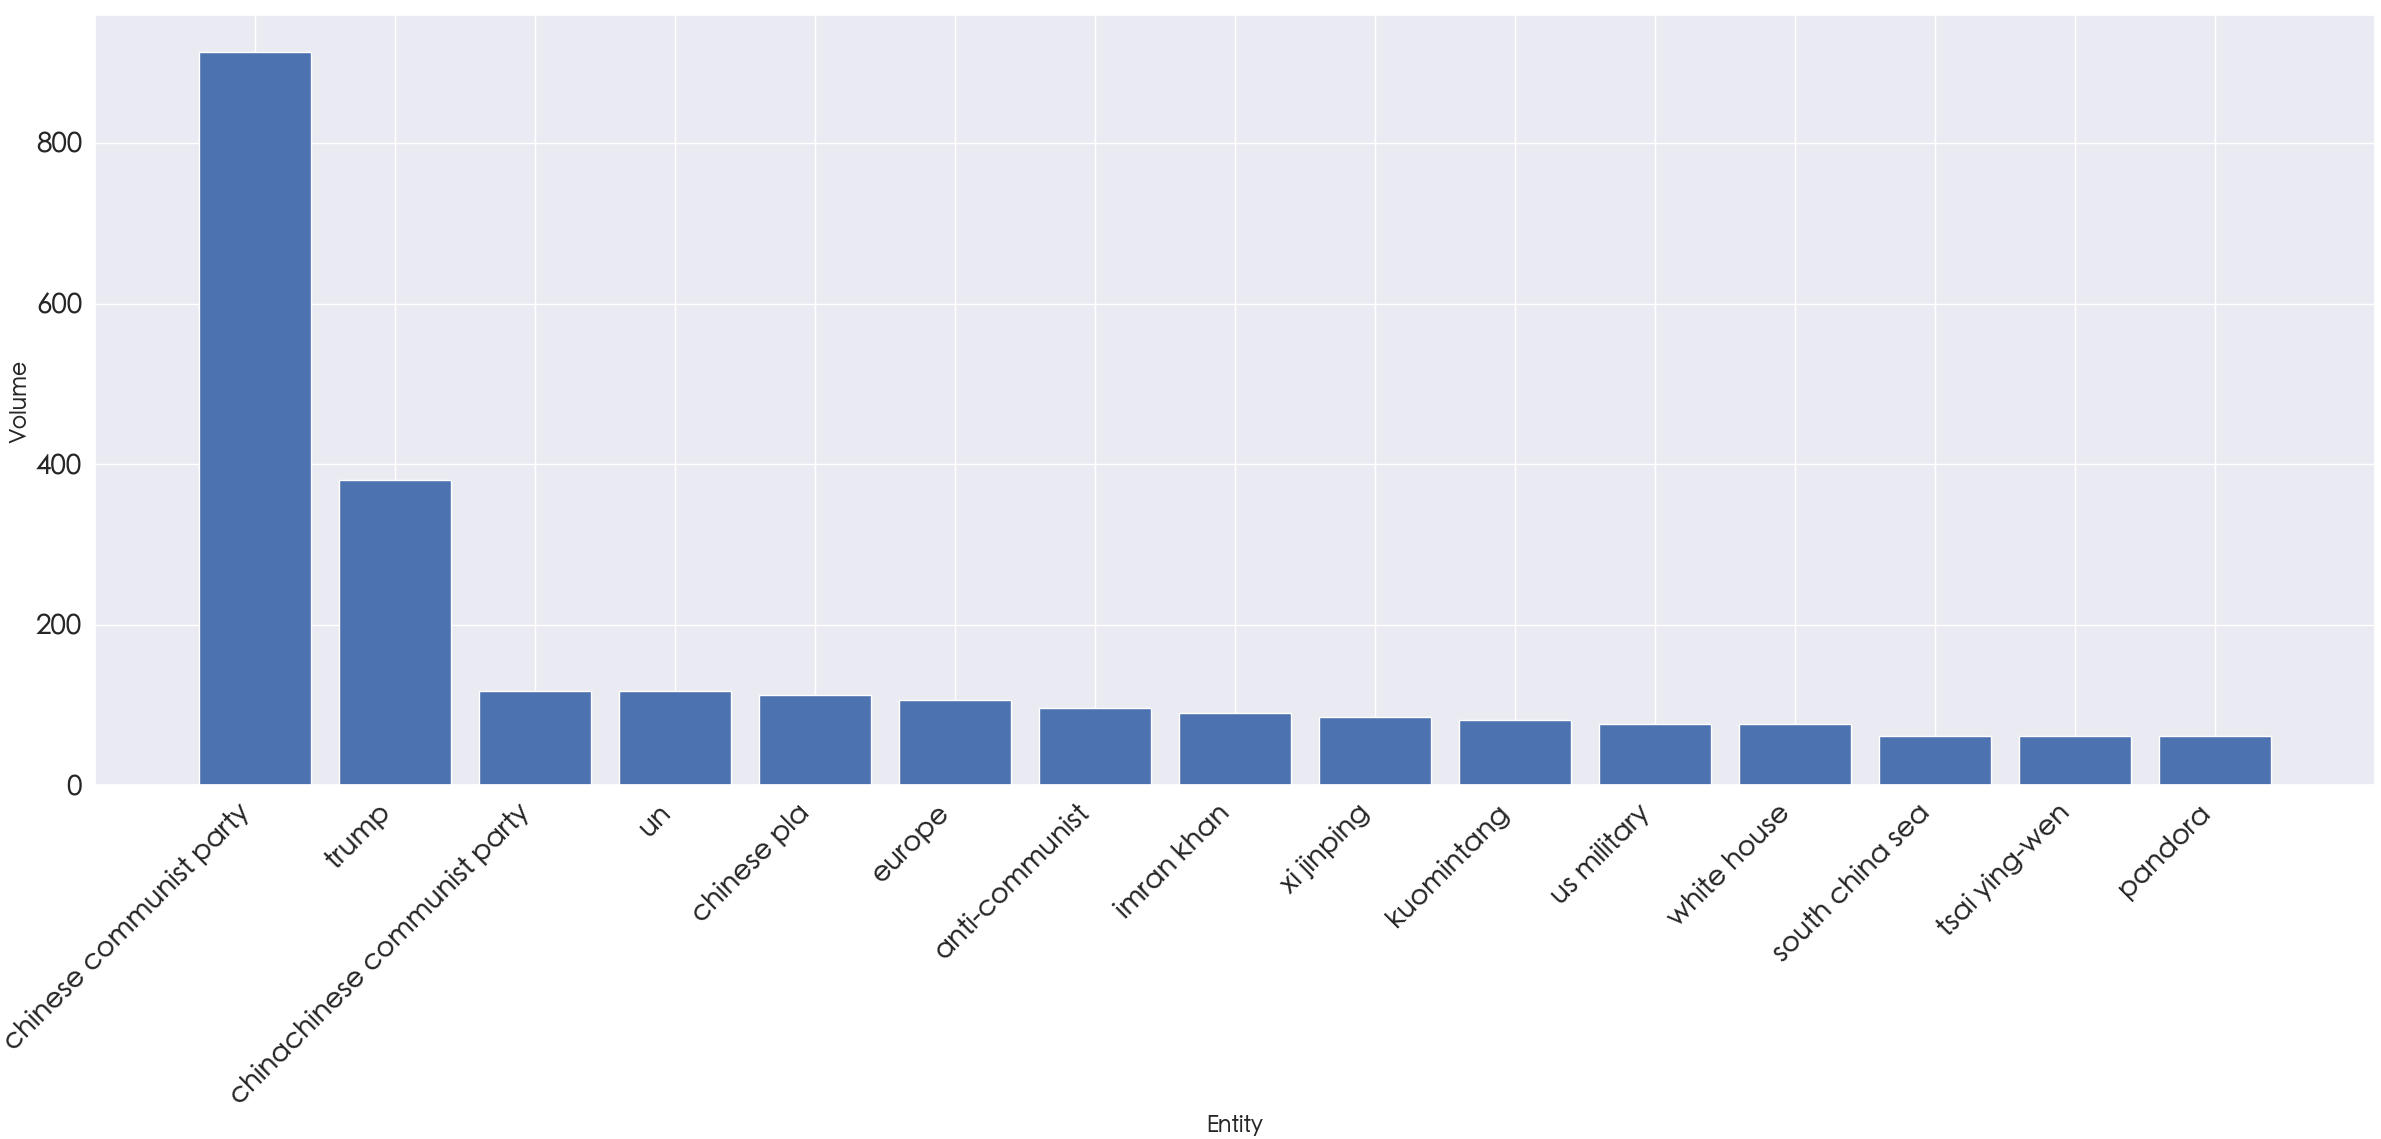 800
600
400
200
0
Volume
chinese communist party
trump
chinachinese communist party
un
chinese pla
europe
anti-communist
imran khan
xi jinping
kuomintang
us military
white house
south china sea
tsai ying-wen
pandora
Entity